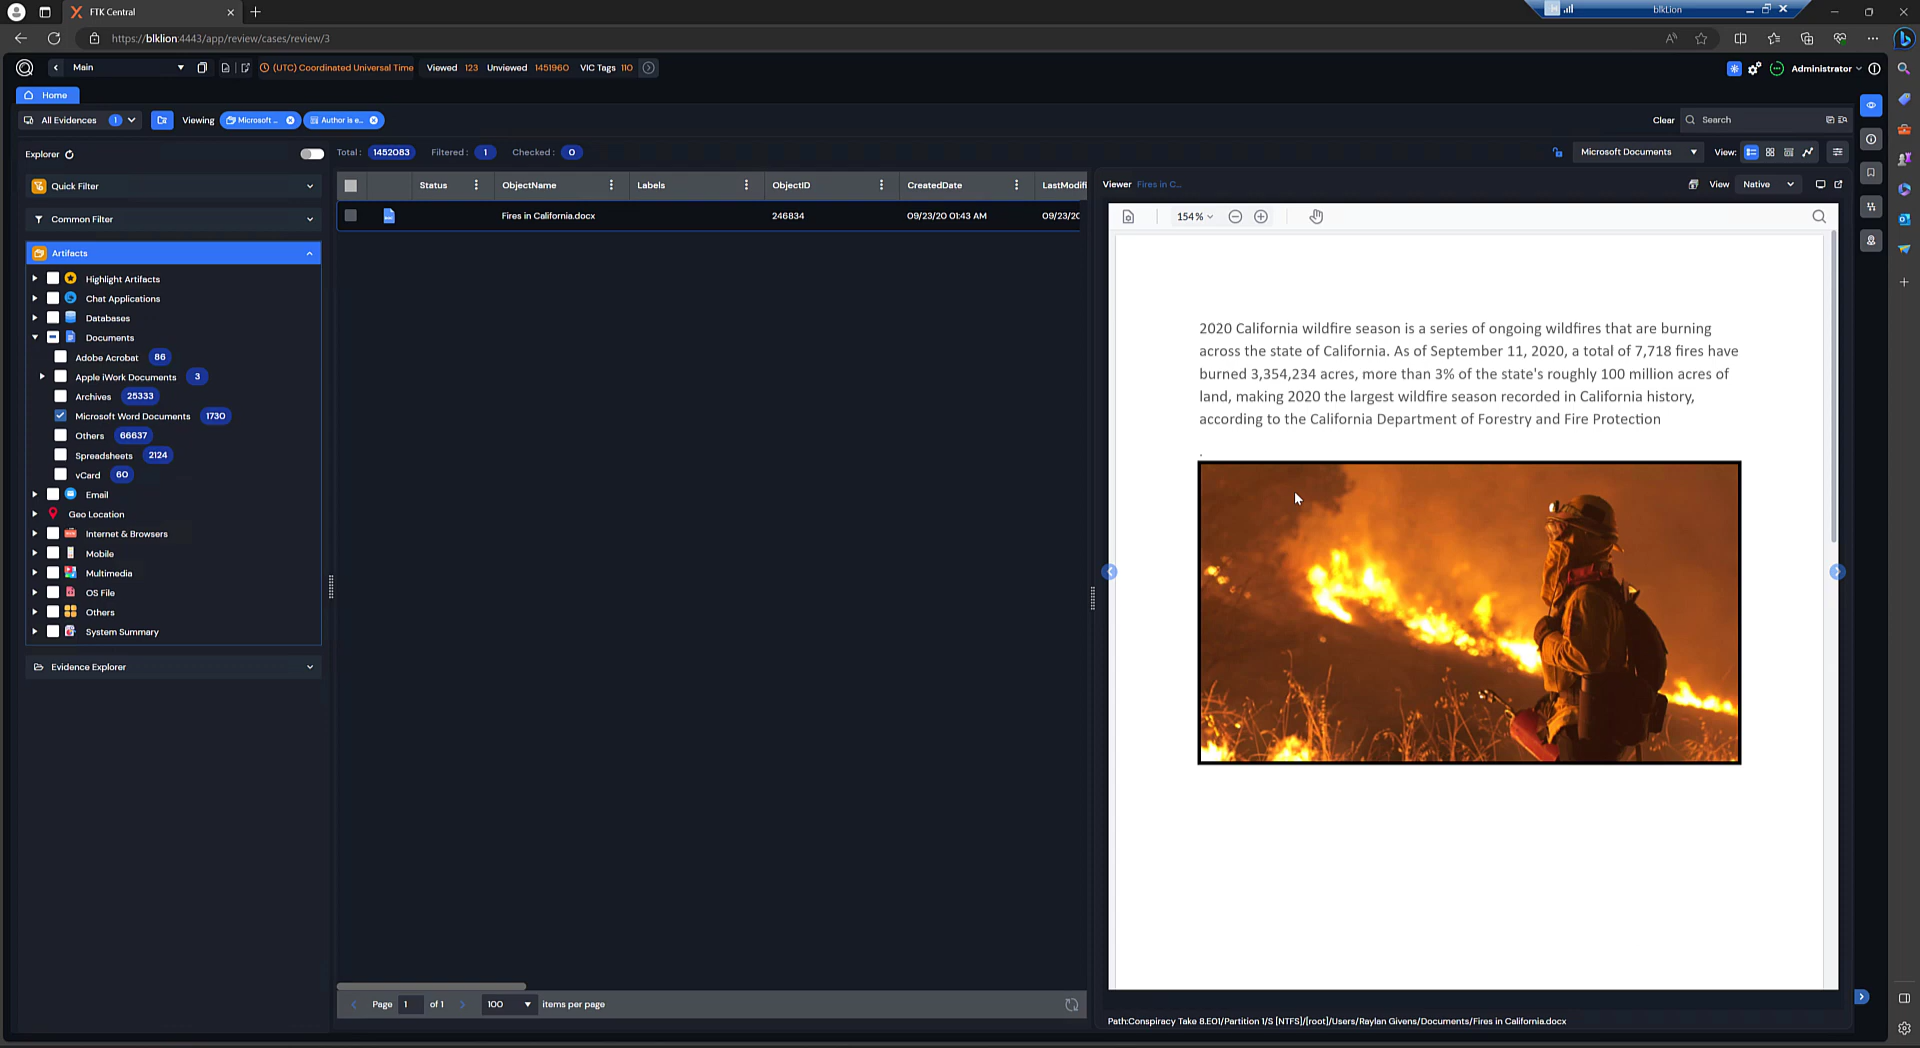 FTK Central
blkLion
https://blklion:4443/app/review/cases/review/3
Main
(UTC) Coordinated Universal Time
Viewed 123 Unviewed 1451960 VIC Tags 110
Administrator
Home
All Evidences 1
Viewing
Microsoft ...
Author is e...
Clear
Search
Explorer
Total : 1452083 Filtered : 1 Checked : 0
Microsoft Documents
View:
Quick Filter
Common Filter
Artifacts
Highlight Artifacts
Chat Applications
Databases
Documents
Adobe Acrobat 86
Apple iWork Documents 3
Archives 25333
Microsoft Word Documents 1730
Others 66637
Spreadsheets 2124
vCard 60
Email
Geo Location
Internet & Browsers
Mobile
Multimedia
OS File
Others
System Summary
Evidence Explorer
Status ObjectName Labels ObjectID CreatedDate LastModifi
Fires in California.docx 246834 09/23/20 01:43 AM 09/23/20
Page 1 of 1 100 items per page
Viewer Fires in C...
View Native
154%
2020 California wildfire season is a series of ongoing wildfires that are burning
across the state of California. As of September 11, 2020, a total of 7,718 fires have
burned 3,354,234 acres, more than 3% of the state's roughly 100 million acres of
land, making 2020 the largest wildfire season recorded in California history,
according to the California Department of Forestry and Fire Protection
.
Path:Conspiracy Take 8.E01/Partition 1/S [NTFS]/[root]/Users/Raylan Givens/Documents/Fires in California.docx